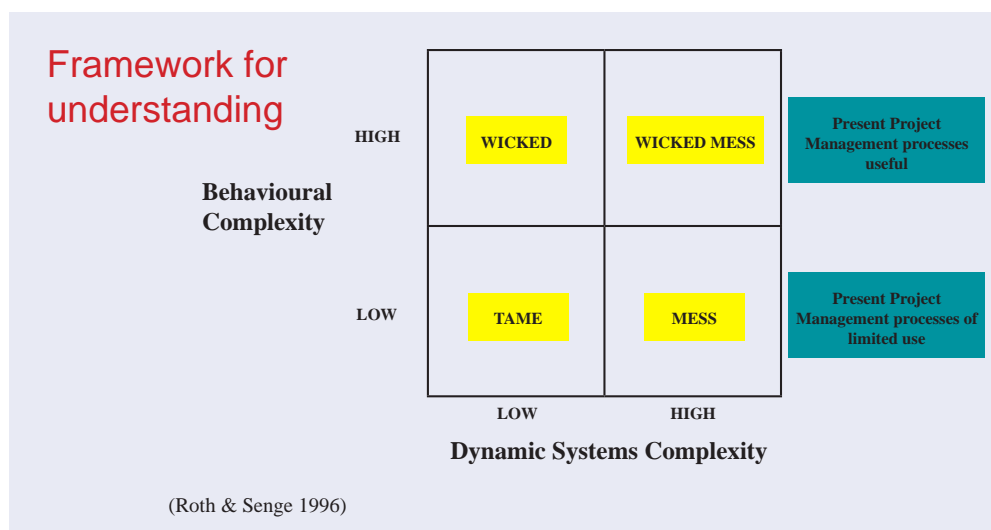 Framework for
understanding
HIGH
WICKED
WICKED MESS
Present Project
Management processes
useful
Behavioural
Complexity
LOW
TAME
MESS
Present Project
Management processes of
limited use
LOW
HIGH
Dynamic Systems Complexity
(Roth & Senge 1996)